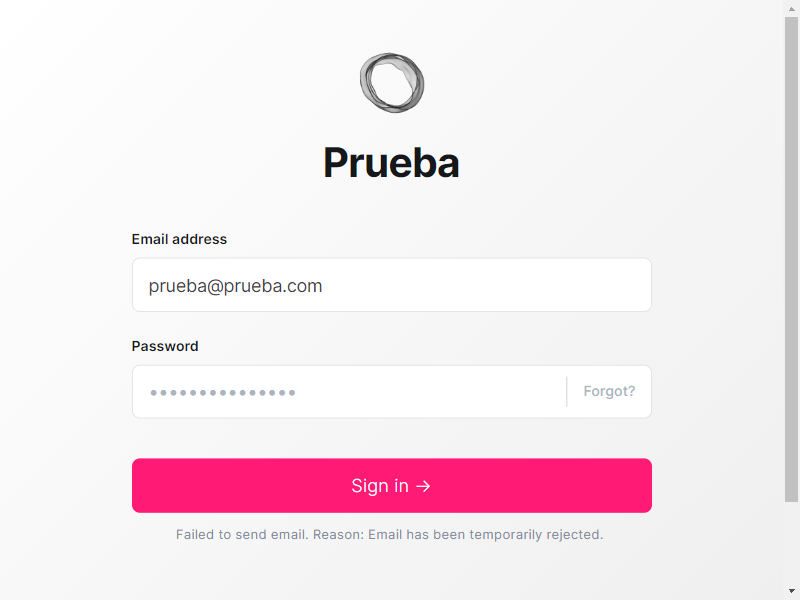 Prueba
Email address
prueba@prueba.com
Password
•••••••••••••••
Forgot?
Sign in →
Failed to send email. Reason: Email has been temporarily rejected.